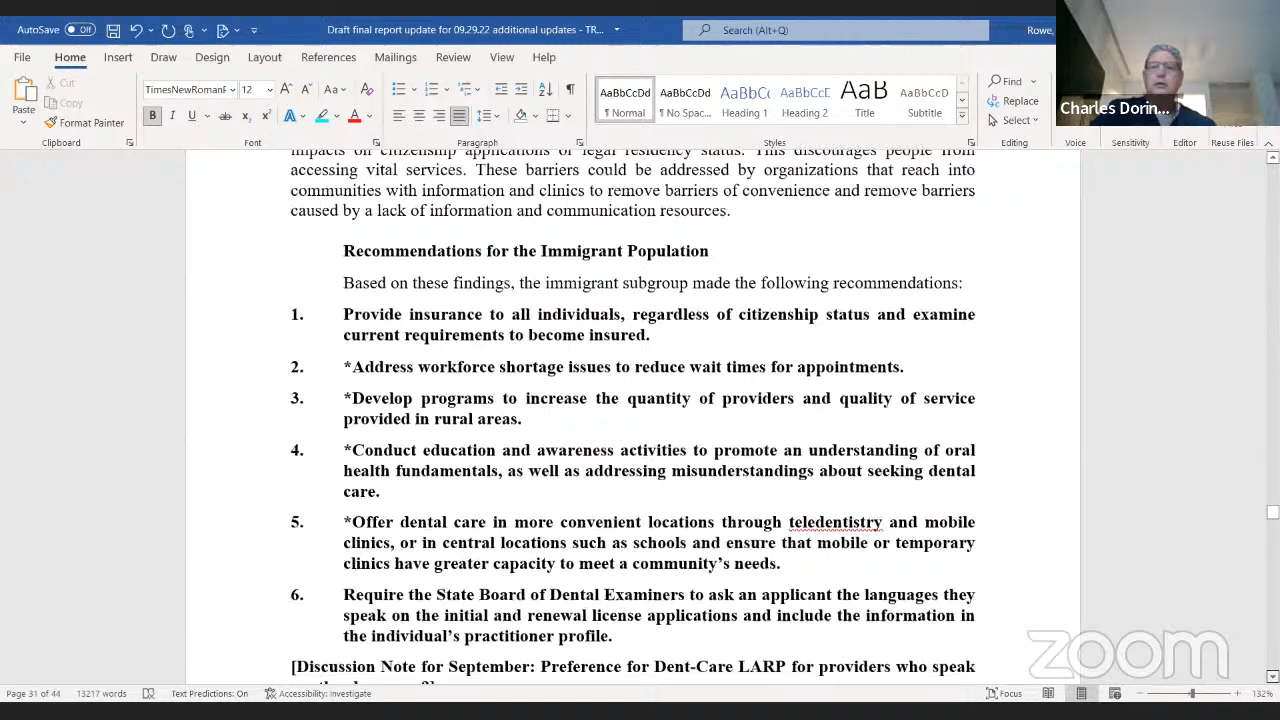 AutoSave Off
Draft final report update for 09.29.22 additional updates - TR...
Search (Alt+Q)
Rowe,
File Home Insert Draw Design Layout References Mailings Review View Help
Charles Dorin...
Paste
Cut
Copy
Format Painter
Clipboard
TimesNewRomanP 12
Font
Paragraph
AaBbCcDd AaBbCcDd AaBbC( AaBbCcE AaB AaBbCcD
¶ Normal ¶ No Spac... Heading 1 Heading 2 Title Subtitle
Styles
Find
Replace
Select
Editing
Voice Sensitivity Editor Reuse Files
impacts on citizenship applications or legal residency status. This discourages people from
accessing vital services. These barriers could be addressed by organizations that reach into
communities with information and clinics to remove barriers of convenience and remove barriers
caused by a lack of information and communication resources.
Recommendations for the Immigrant Population
Based on these findings, the immigrant subgroup made the following recommendations:
1. Provide insurance to all individuals, regardless of citizenship status and examine
current requirements to become insured.
2. *Address workforce shortage issues to reduce wait times for appointments.
3. *Develop programs to increase the quantity of providers and quality of service
provided in rural areas.
4. *Conduct education and awareness activities to promote an understanding of oral
health fundamentals, as well as addressing misunderstandings about seeking dental
care.
5. *Offer dental care in more convenient locations through teledentistry and mobile
clinics, or in central locations such as schools and ensure that mobile or temporary
clinics have greater capacity to meet a community's needs.
6. Require the State Board of Dental Examiners to ask an applicant the languages they
speak on the initial and renewal license applications and include the information in
the individual's practitioner profile.
[Discussion Note for September: Preference for Dent-Care LARP for providers who speak
zoom
Page 31 of 44 13217 words Text Predictions: On Accessibility: Investigate
Focus
132%